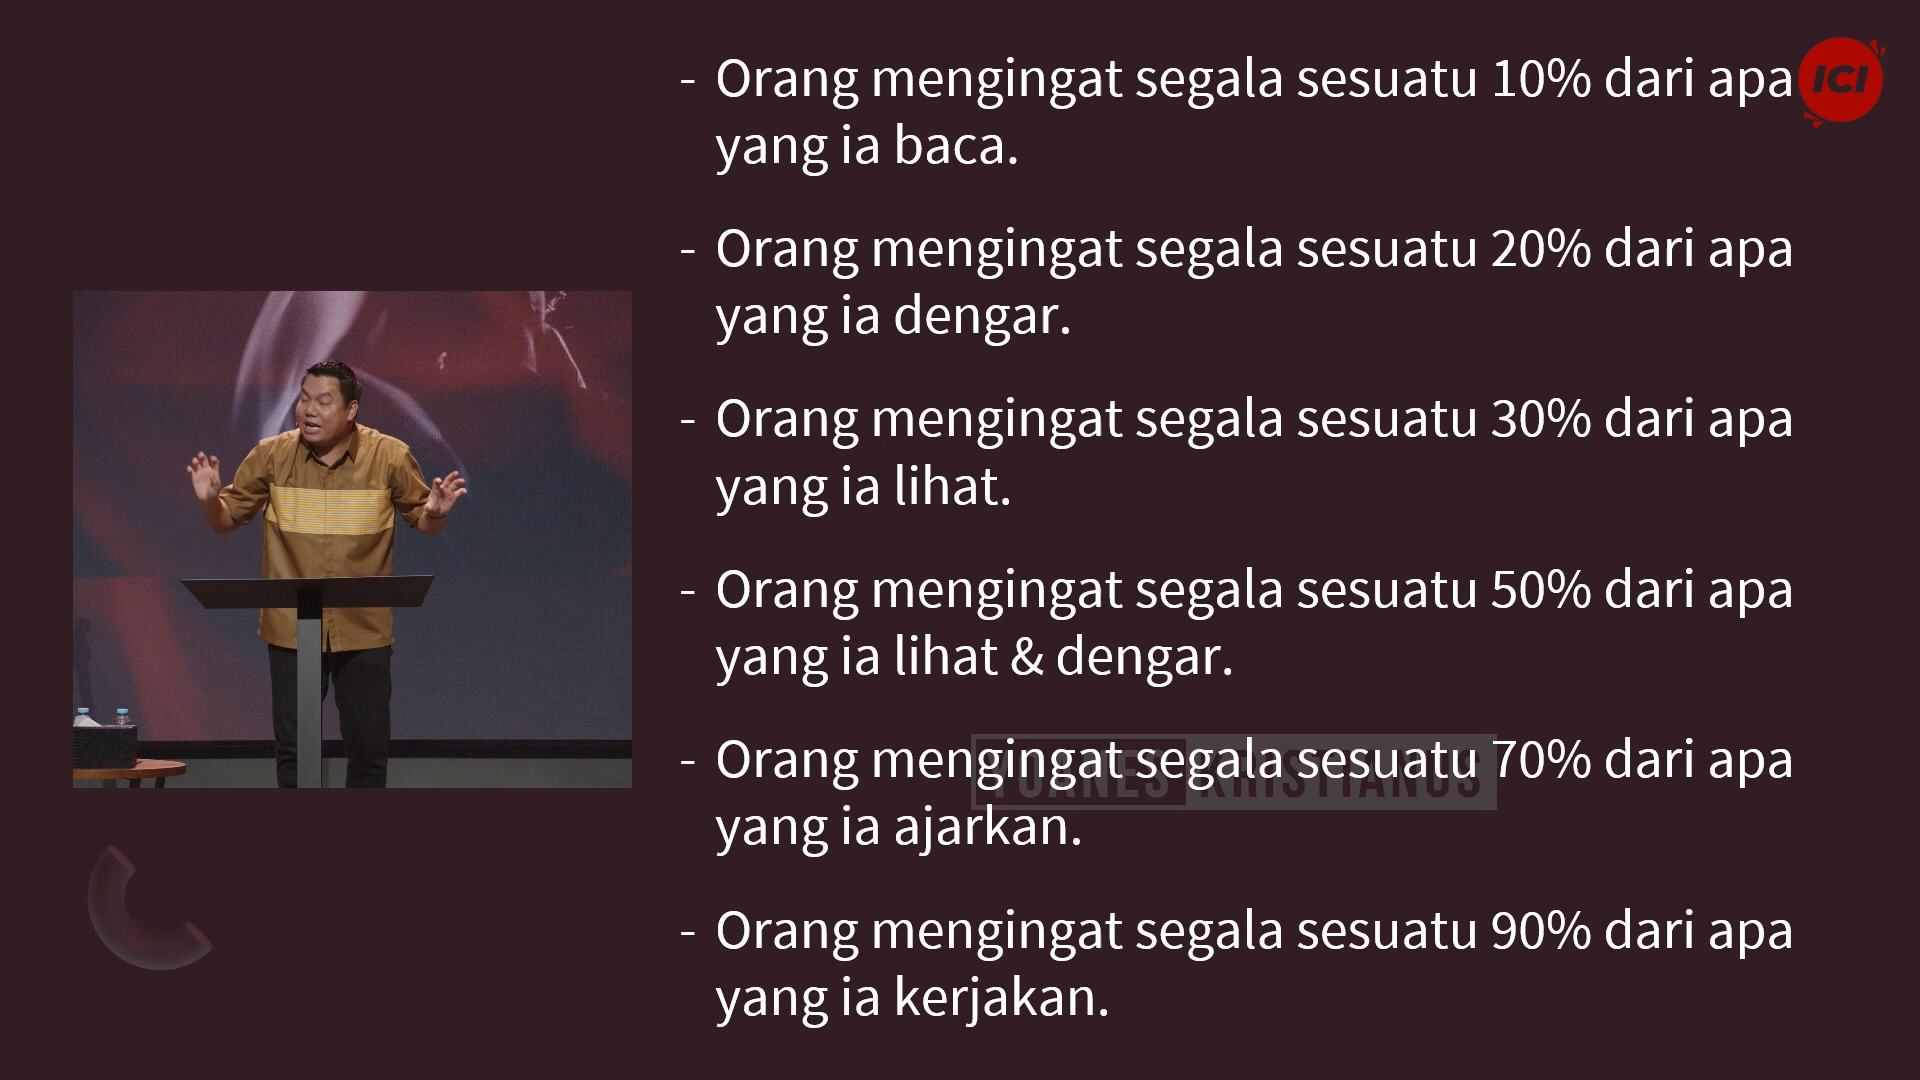 - Orang mengingat segala sesuatu 10% dari apa
yang ia baca.
ICI
- Orang mengingat segala sesuatu 20% dari apa
yang ia dengar.
- Orang mengingat segala sesuatu 30% dari apa
yang ia lihat.
- Orang mengingat segala sesuatu 50% dari apa
yang ia lihat & dengar.
- Orang mengingat segala sesuatu 70% dari apa
yang ia ajarkan.
YOANES KRISTIANUS
- Orang mengingat segala sesuatu 90% dari apa
yang ia kerjakan.